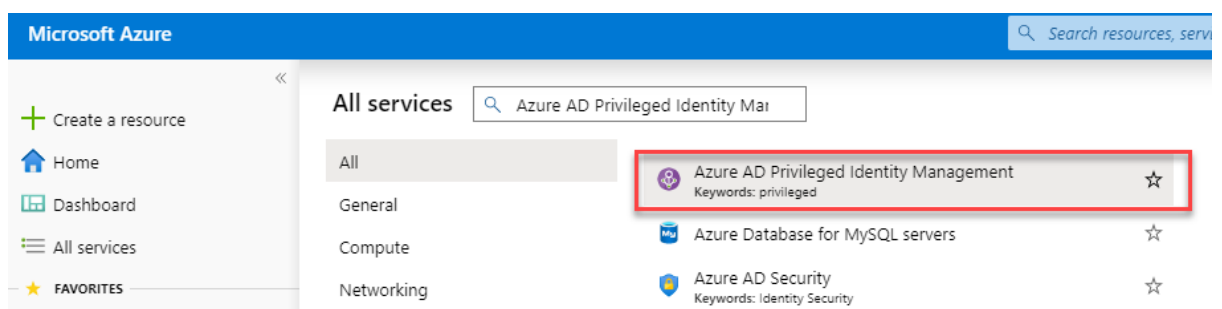 Microsoft Azure
Search resources, serv
«
Create a resource
Home
Dashboard
All services
FAVORITES
All services
Azure AD Privileged Identity Mar
All
General
Compute
Networking
Azure AD Privileged Identity Management
Keywords: privileged
My
Azure Database for MySQL servers
Azure AD Security
Keywords: Identity Security